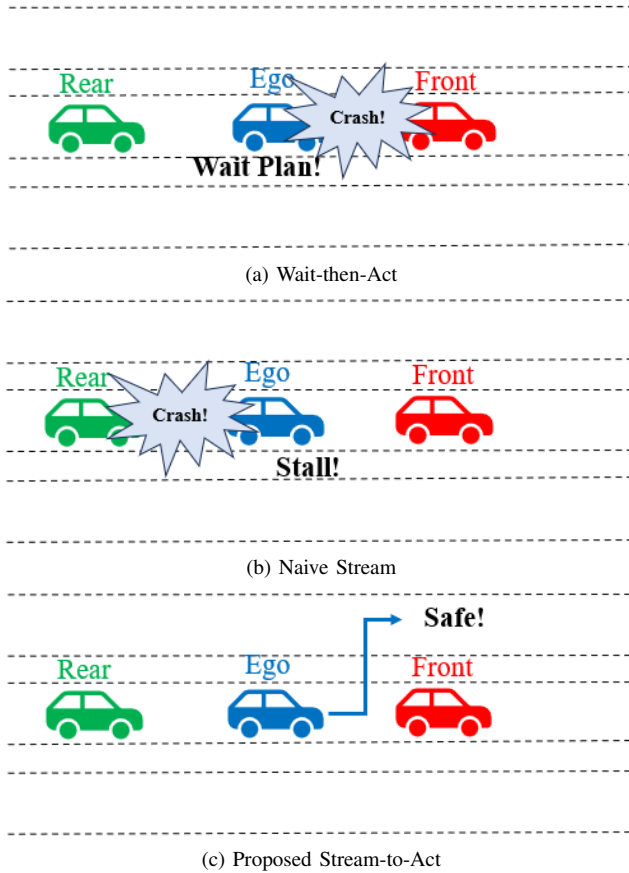 Rear Ego Front
Crash!
Wait Plan!
(a) Wait-then-Act
Rear Ego Front
Crash!
Stall!
(b) Naive Stream
Safe!
Rear Ego Front
(c) Proposed Stream-to-Act